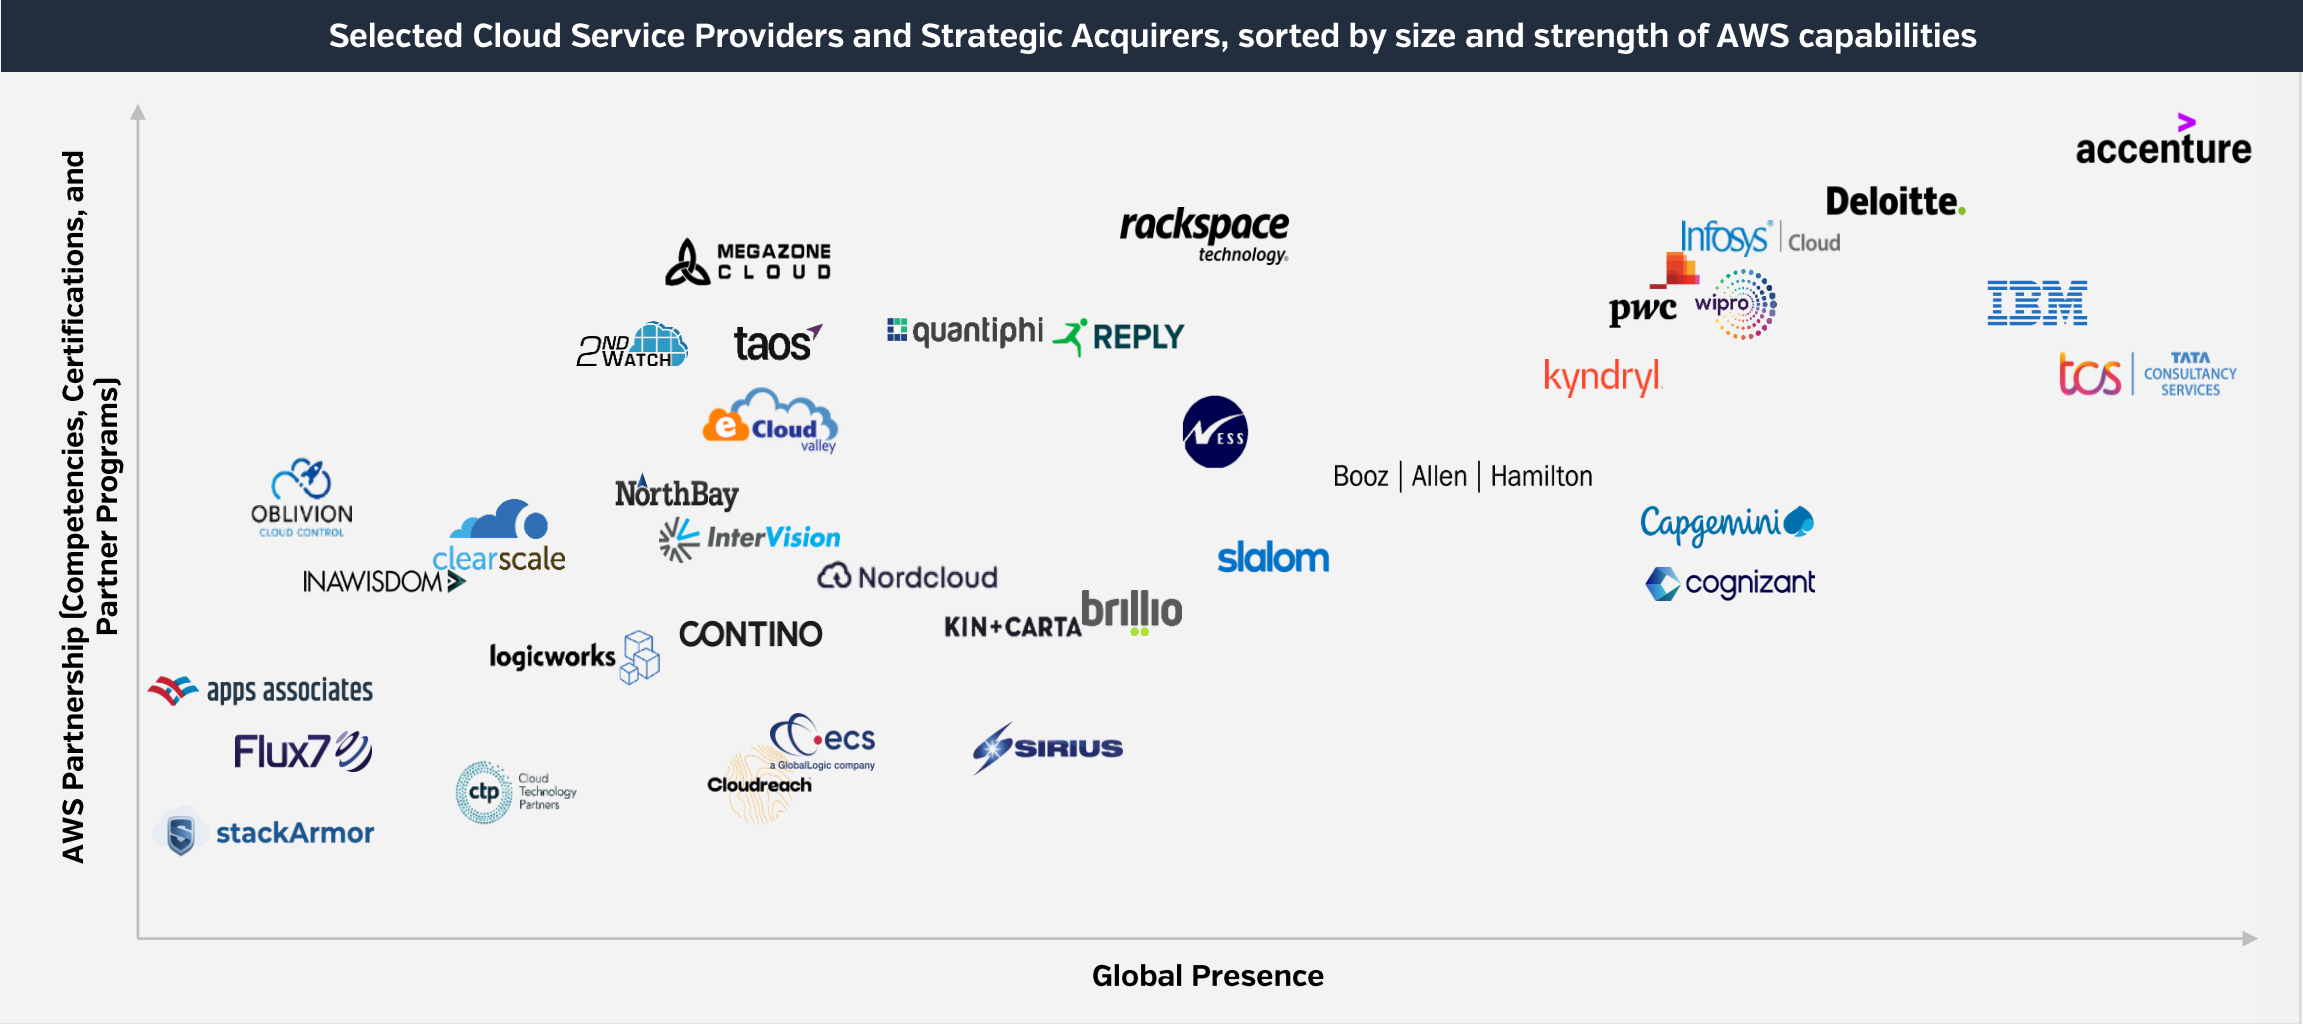 Selected Cloud Service Providers and Strategic Acquirers, sorted by size and strength of AWS capabilities
AWS Partnership (Competencies, Certifications, and
Partner Programs)
accenture
Deloitte.
rackspace
technology.
Infosys® | Cloud
MEGAZONE
CLOUD
pwc
wipro
IBM
2ND
WATCH
taos
quantiphi
REPLY
kyndryl
tcs
TATA
CONSULTANCY
SERVICES
e Cloud
valley
NESS
Booz | Allen | Hamilton
OBLIVION
CLOUD CONTROL
NorthBay
clearscale
InterVision
Capgemini
INAWISDOM
Nordcloud
slalom
cognizant
KIN+CARTA
brillio
CONTINO
logicworks
apps associates
Flux7
ecs
a GlobalLogic company
SIRIUS
Cloudreach
ctp
Cloud
Technology
Partners
S
stackArmor
Global Presence